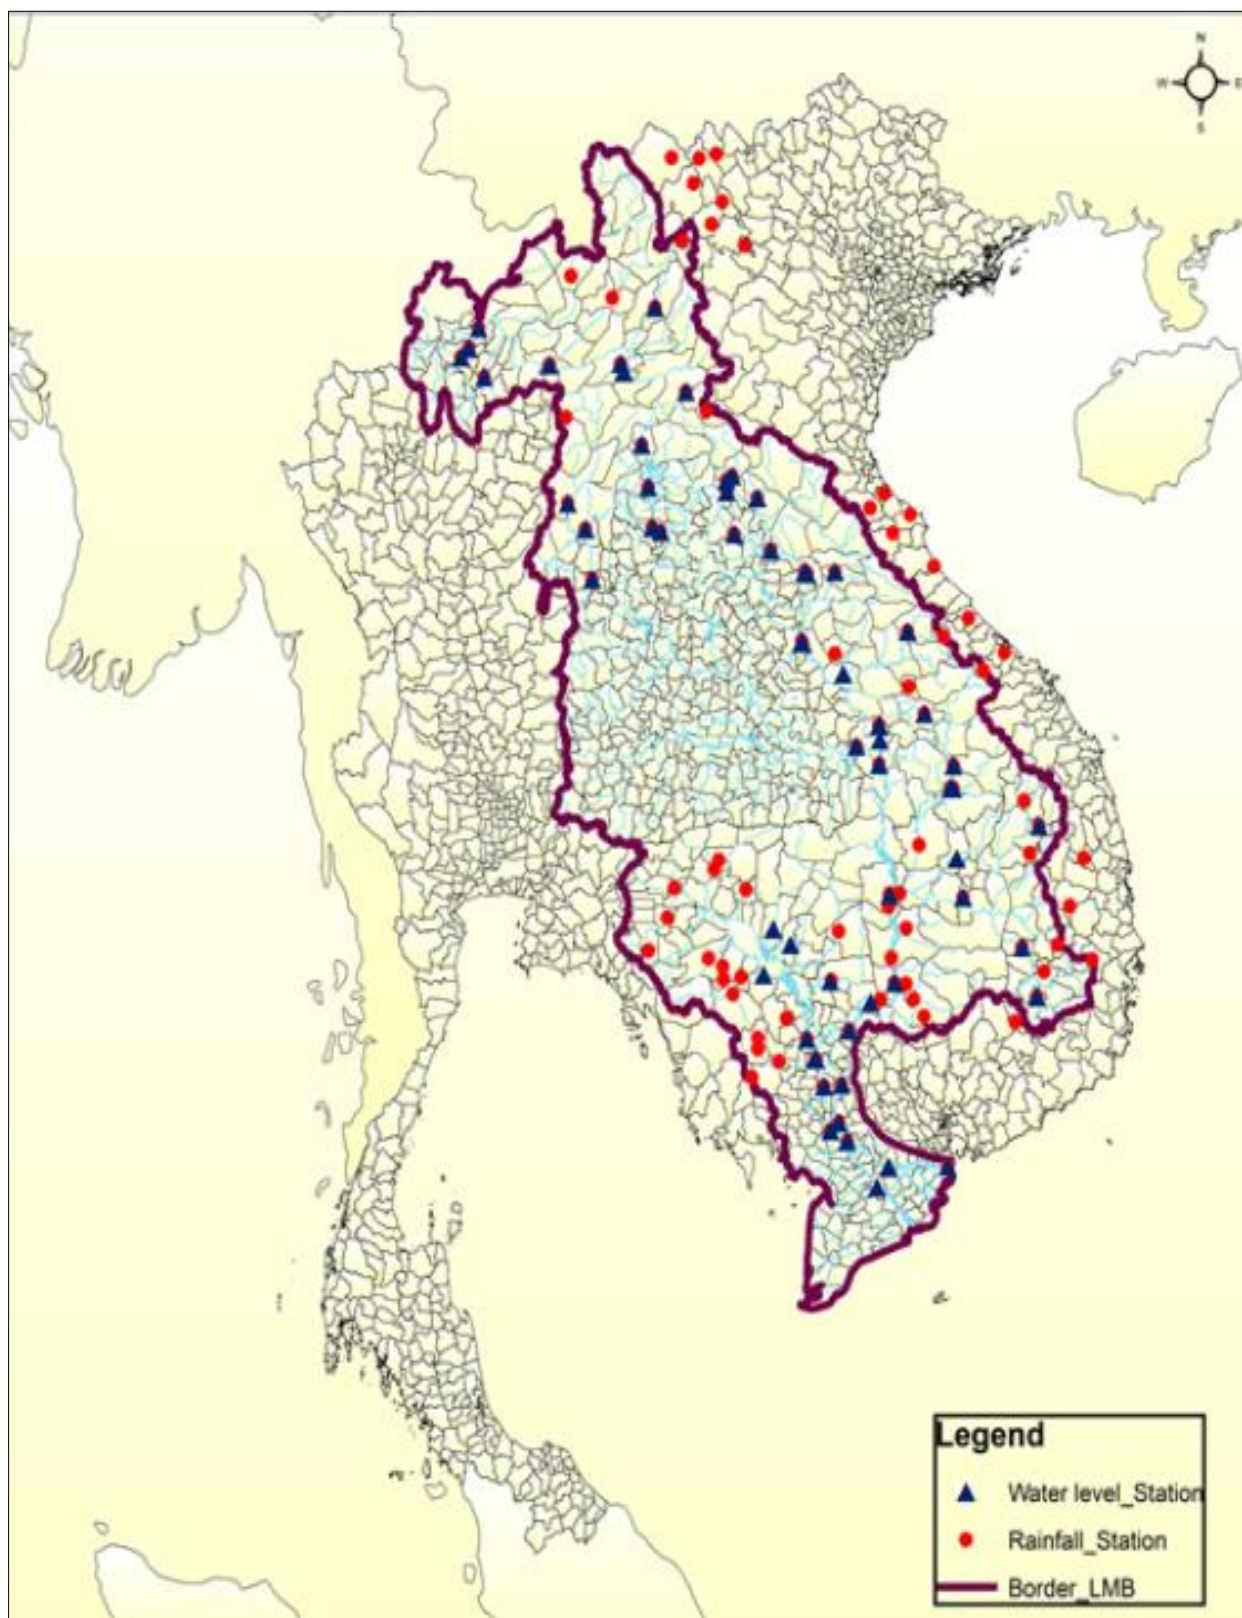 N
W E
S
Legend
Water level_Station
Rainfall_Station
Border_LMB